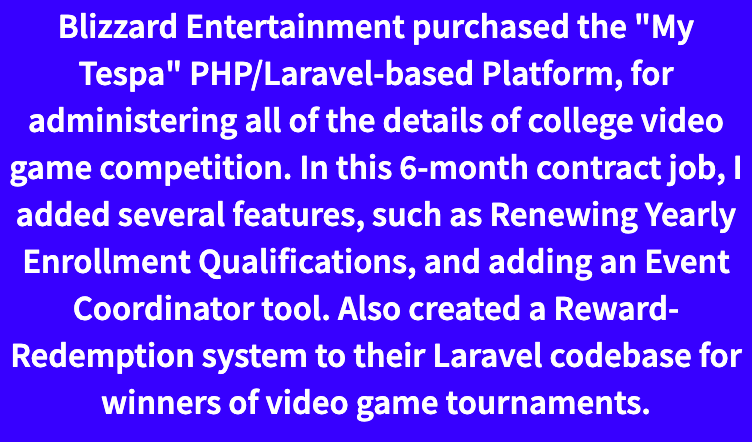 Blizzard Entertainment purchased the "My
Tespa" PHP/Laravel-based Platform, for
administering all of the details of college video
game competition. In this 6-month contract job, I
added several features, such as Renewing Yearly
Enrollment Qualifications, and adding an Event
Coordinator tool. Also created a Reward-
Redemption system to their Laravel codebase for
winners of video game tournaments.